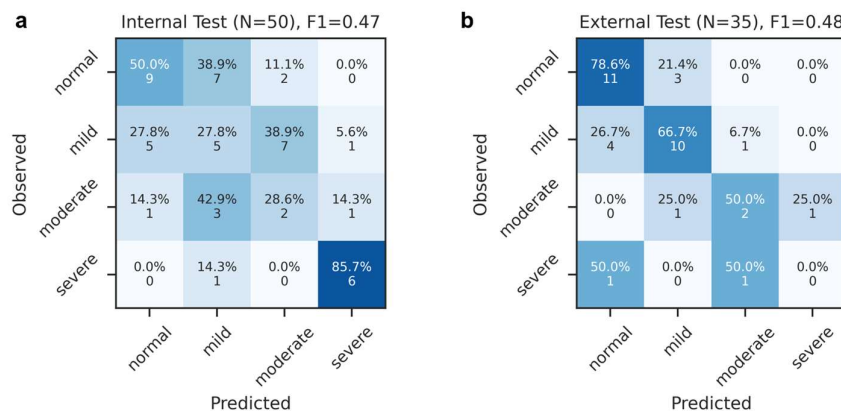 a
Internal Test (N=50), F1=0.47
Observed
normal
50.0% 38.9% 11.1% 0.0%
9 7 2 0
mild
27.8% 27.8% 38.9% 5.6%
5 5 7 1
moderate
14.3% 42.9% 28.6% 14.3%
1 3 2 1
severe
0.0% 14.3% 0.0% 85.7%
0 1 0 6
normal mild moderate severe
Predicted
b
External Test (N=35), F1=0.48
Observed
normal
78.6% 21.4% 0.0% 0.0%
11 3 0 0
mild
26.7% 66.7% 6.7% 0.0%
4 10 1 0
moderate
0.0% 25.0% 50.0% 25.0%
0 1 2 1
severe
50.0% 0.0% 50.0% 0.0%
1 0 1 0
normal mild moderate severe
Predicted